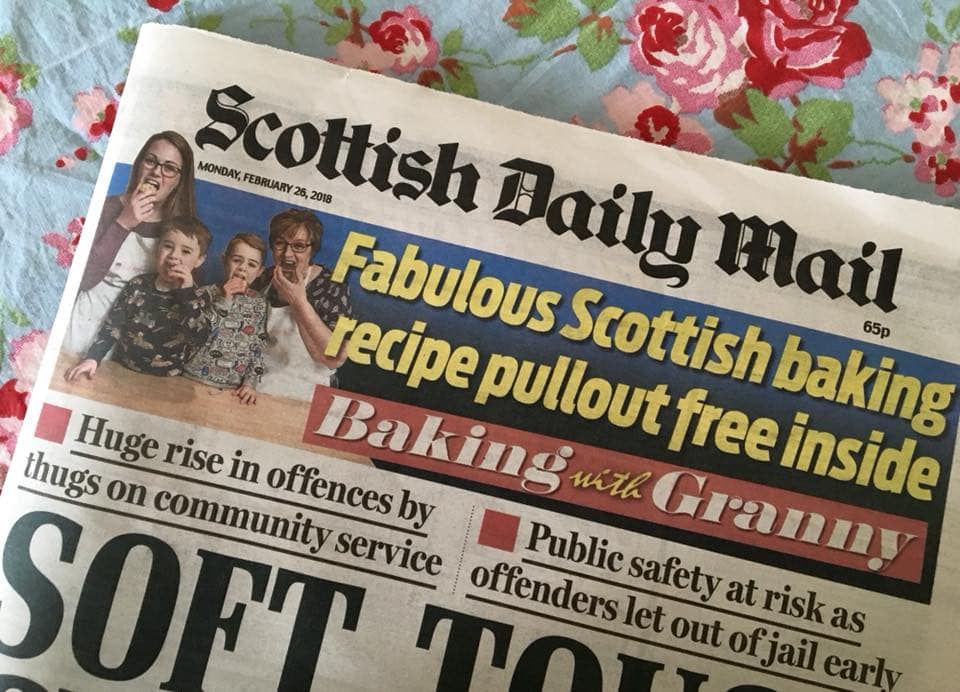 Scottish Daily Mail
MONDAY, FEBRUARY 26, 2018
65p
Fabulous Scottish baking
recipe pullout free inside
Baking with Granny
Huge rise in offences by
thugs on community service
Public safety at risk as
offenders let out of jail early
SOFT